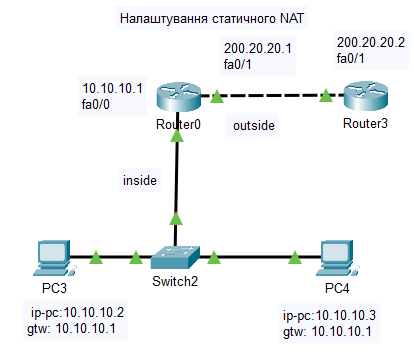 Налаштування статичного NAT
200.20.20.1
fa0/1
200.20.20.2
fa0/1
10.10.10.1
fa0/0
Router0
outside
Router3
inside
Switch2
PC3
PC4
ip-pc:10.10.10.2
gtw: 10.10.10.1
ip-pc:10.10.10.3
gtw: 10.10.10.1